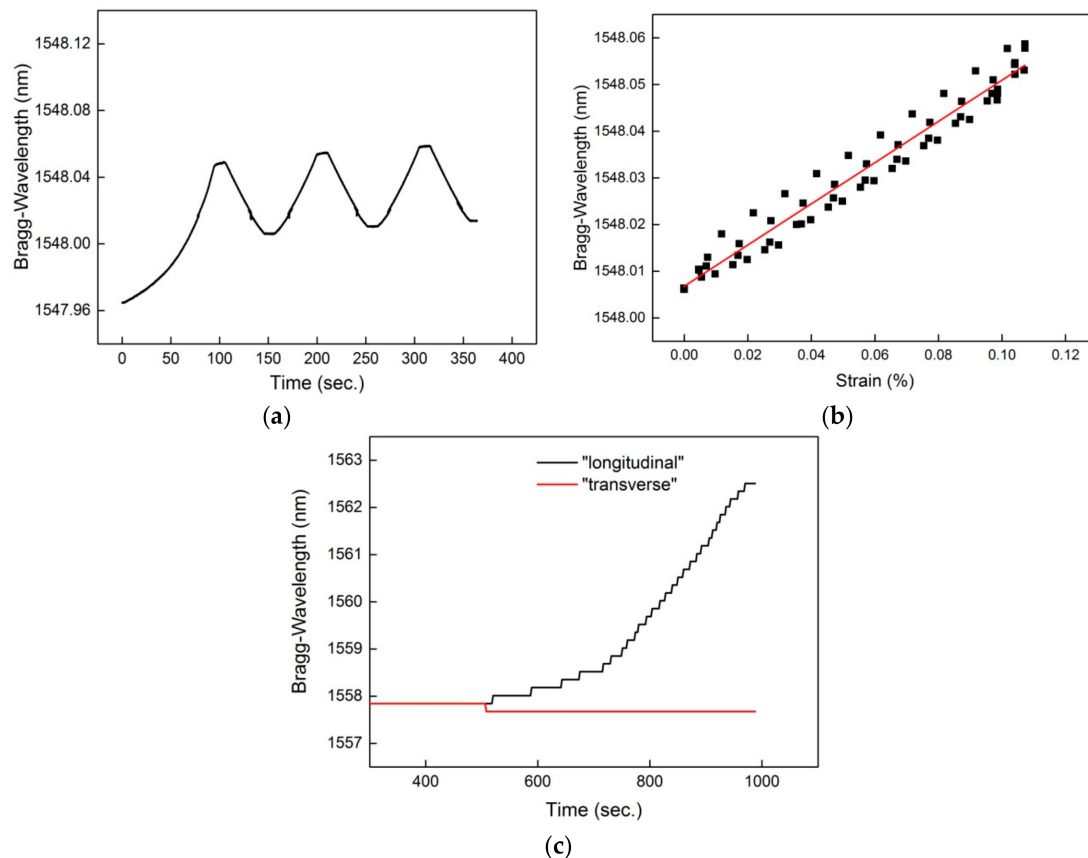 1548.12
1548.08
1548.04
1548.00
1547.96
Bragg-Wavelength (nm)
0 50 100 150 200 250 300 350 400
Time (sec.)
(a)
1548.06
1548.05
1548.04
1548.03
1548.02
1548.01
1548.00
Bragg-Wavelength (nm)
0.00 0.02 0.04 0.06 0.08 0.10 0.12
Strain (%)
(b)
1563
1562
1561
1560
1559
1558
1557
Bragg-Wavelength (nm)
"longitudinal"
"transverse"
400 600 800 1000
Time (sec.)
(c)